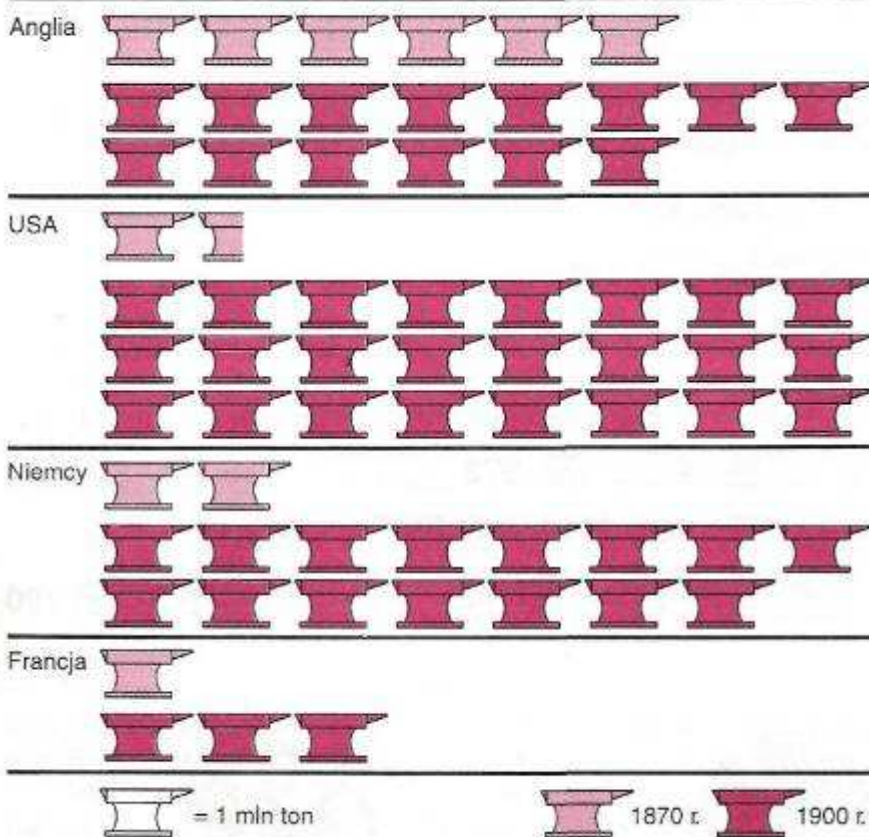 Anglia
USA
Niemcy
Francja
= 1 mln ton 1870 r. 1900 r.